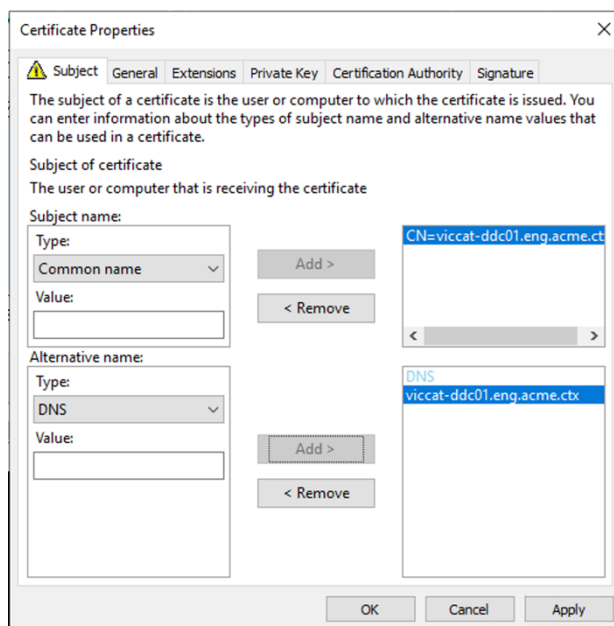 Certificate Properties
Subject General Extensions Private Key Certification Authority Signature
The subject of a certificate is the user or computer to which the certificate is issued. You
can enter information about the types of subject name and alternative name values that
can be used in a certificate.
Subject of certificate
The user or computer that is receiving the certificate
Subject name:
Type:
Common name
Value:
Add >
< Remove
CN=viccat-ddc01.eng.acme.ct
Alternative name:
Type:
DNS
Value:
Add >
< Remove
DNS
viccat-ddc01.eng.acme.ctx
OK Cancel Apply